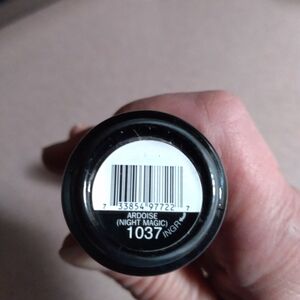 7 33854 97722 7
ARDOISE
(NIGHT MAGIC)
1037
INGR